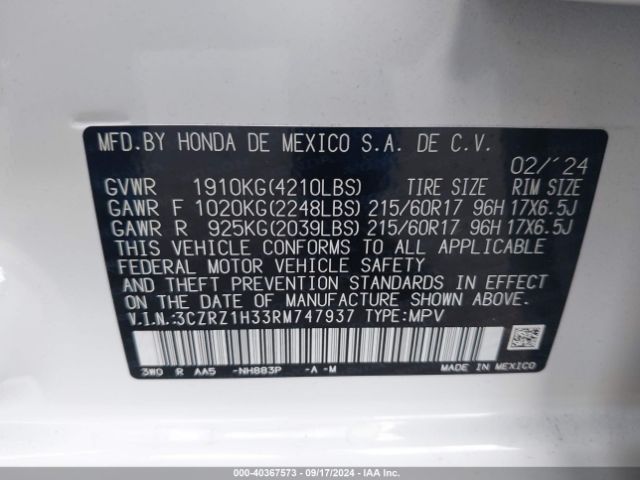 MFD.BY HONDA DE MEXICO S.A. DE C.V.
02/'24
GVWR 1910KG(4210LBS) TIRE SIZE RIM SIZE
GAWR F 1020KG(2248LBS) 215/60R17 96H 17X6.5J
GAWR R 925KG(2039LBS) 215/60R17 96H 17X6.5J
THIS VEHICLE CONFORMS TO ALL APPLICABLE
FEDERAL MOTOR VEHICLE SAFETY
AND THEFT PREVENTION STANDARDS IN EFFECT
ON THE DATE OF MANUFACTURE SHOWN ABOVE.
V.I.N.:3CZRZ1H33RM747937 TYPE:MPV
3W0 R AA5 -NH883P -A -M MADE IN MEXICO
000-40367573 - 09/17/2024 - IAA Inc.